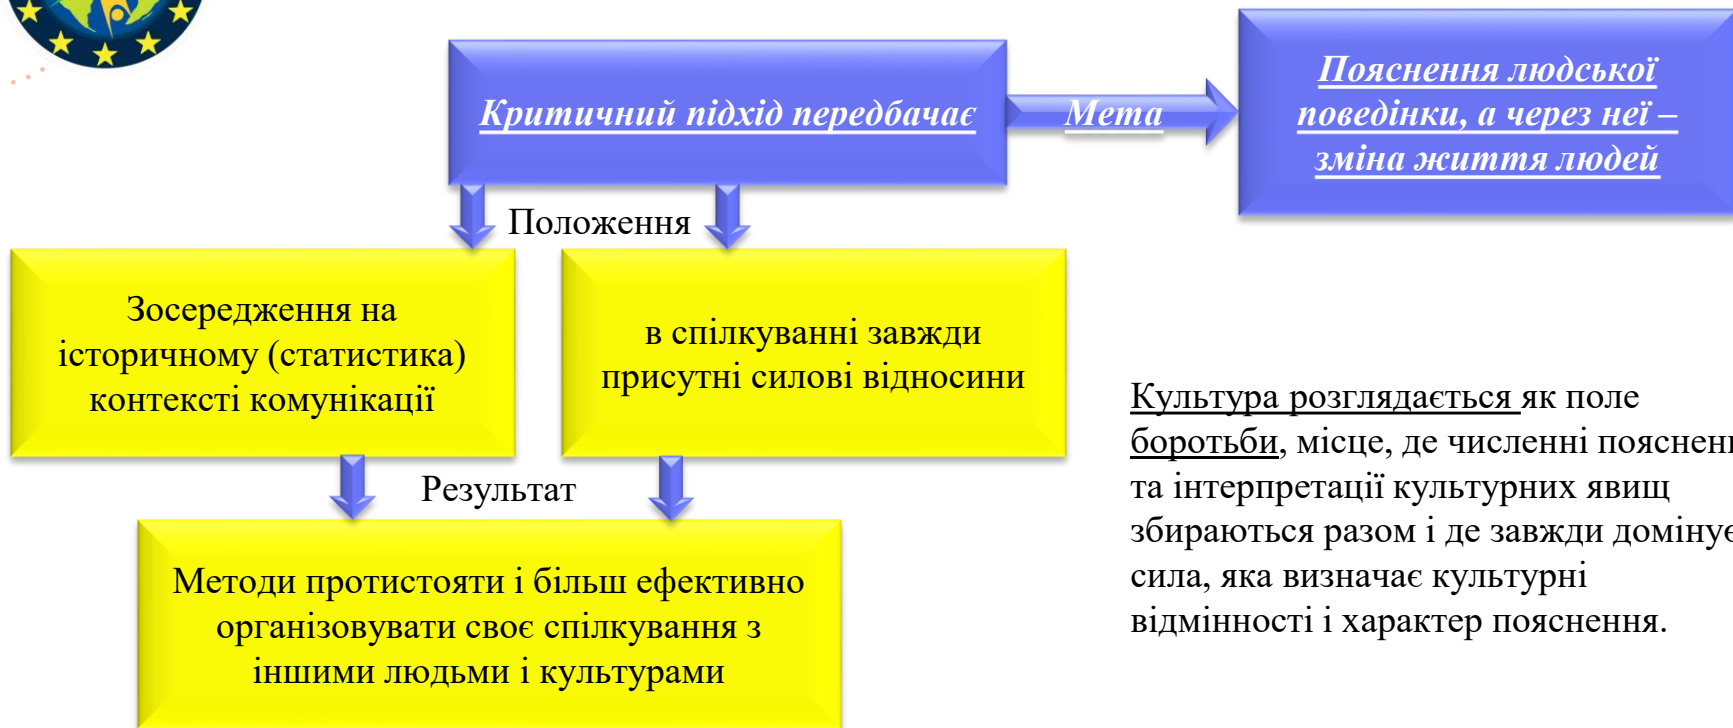 Критичний підхід передбачає
Мета
Пояснення людської
поведінки, а через неї –
зміна життя людей
Положення
Зосередження на
історичному (статистика)
контексті комунікації
в спілкуванні завжди
присутні силові відносини
Результат
Методи протистояти і більш ефективно
організовувати своє спілкування з
іншими людьми і культурами
Культура розглядається як поле
боротьби, місце, де численні
та інтерпретації культурних явищ
збираються разом і де завжди домінує
сила, яка визначає культурні
відмінності і характер пояснення.